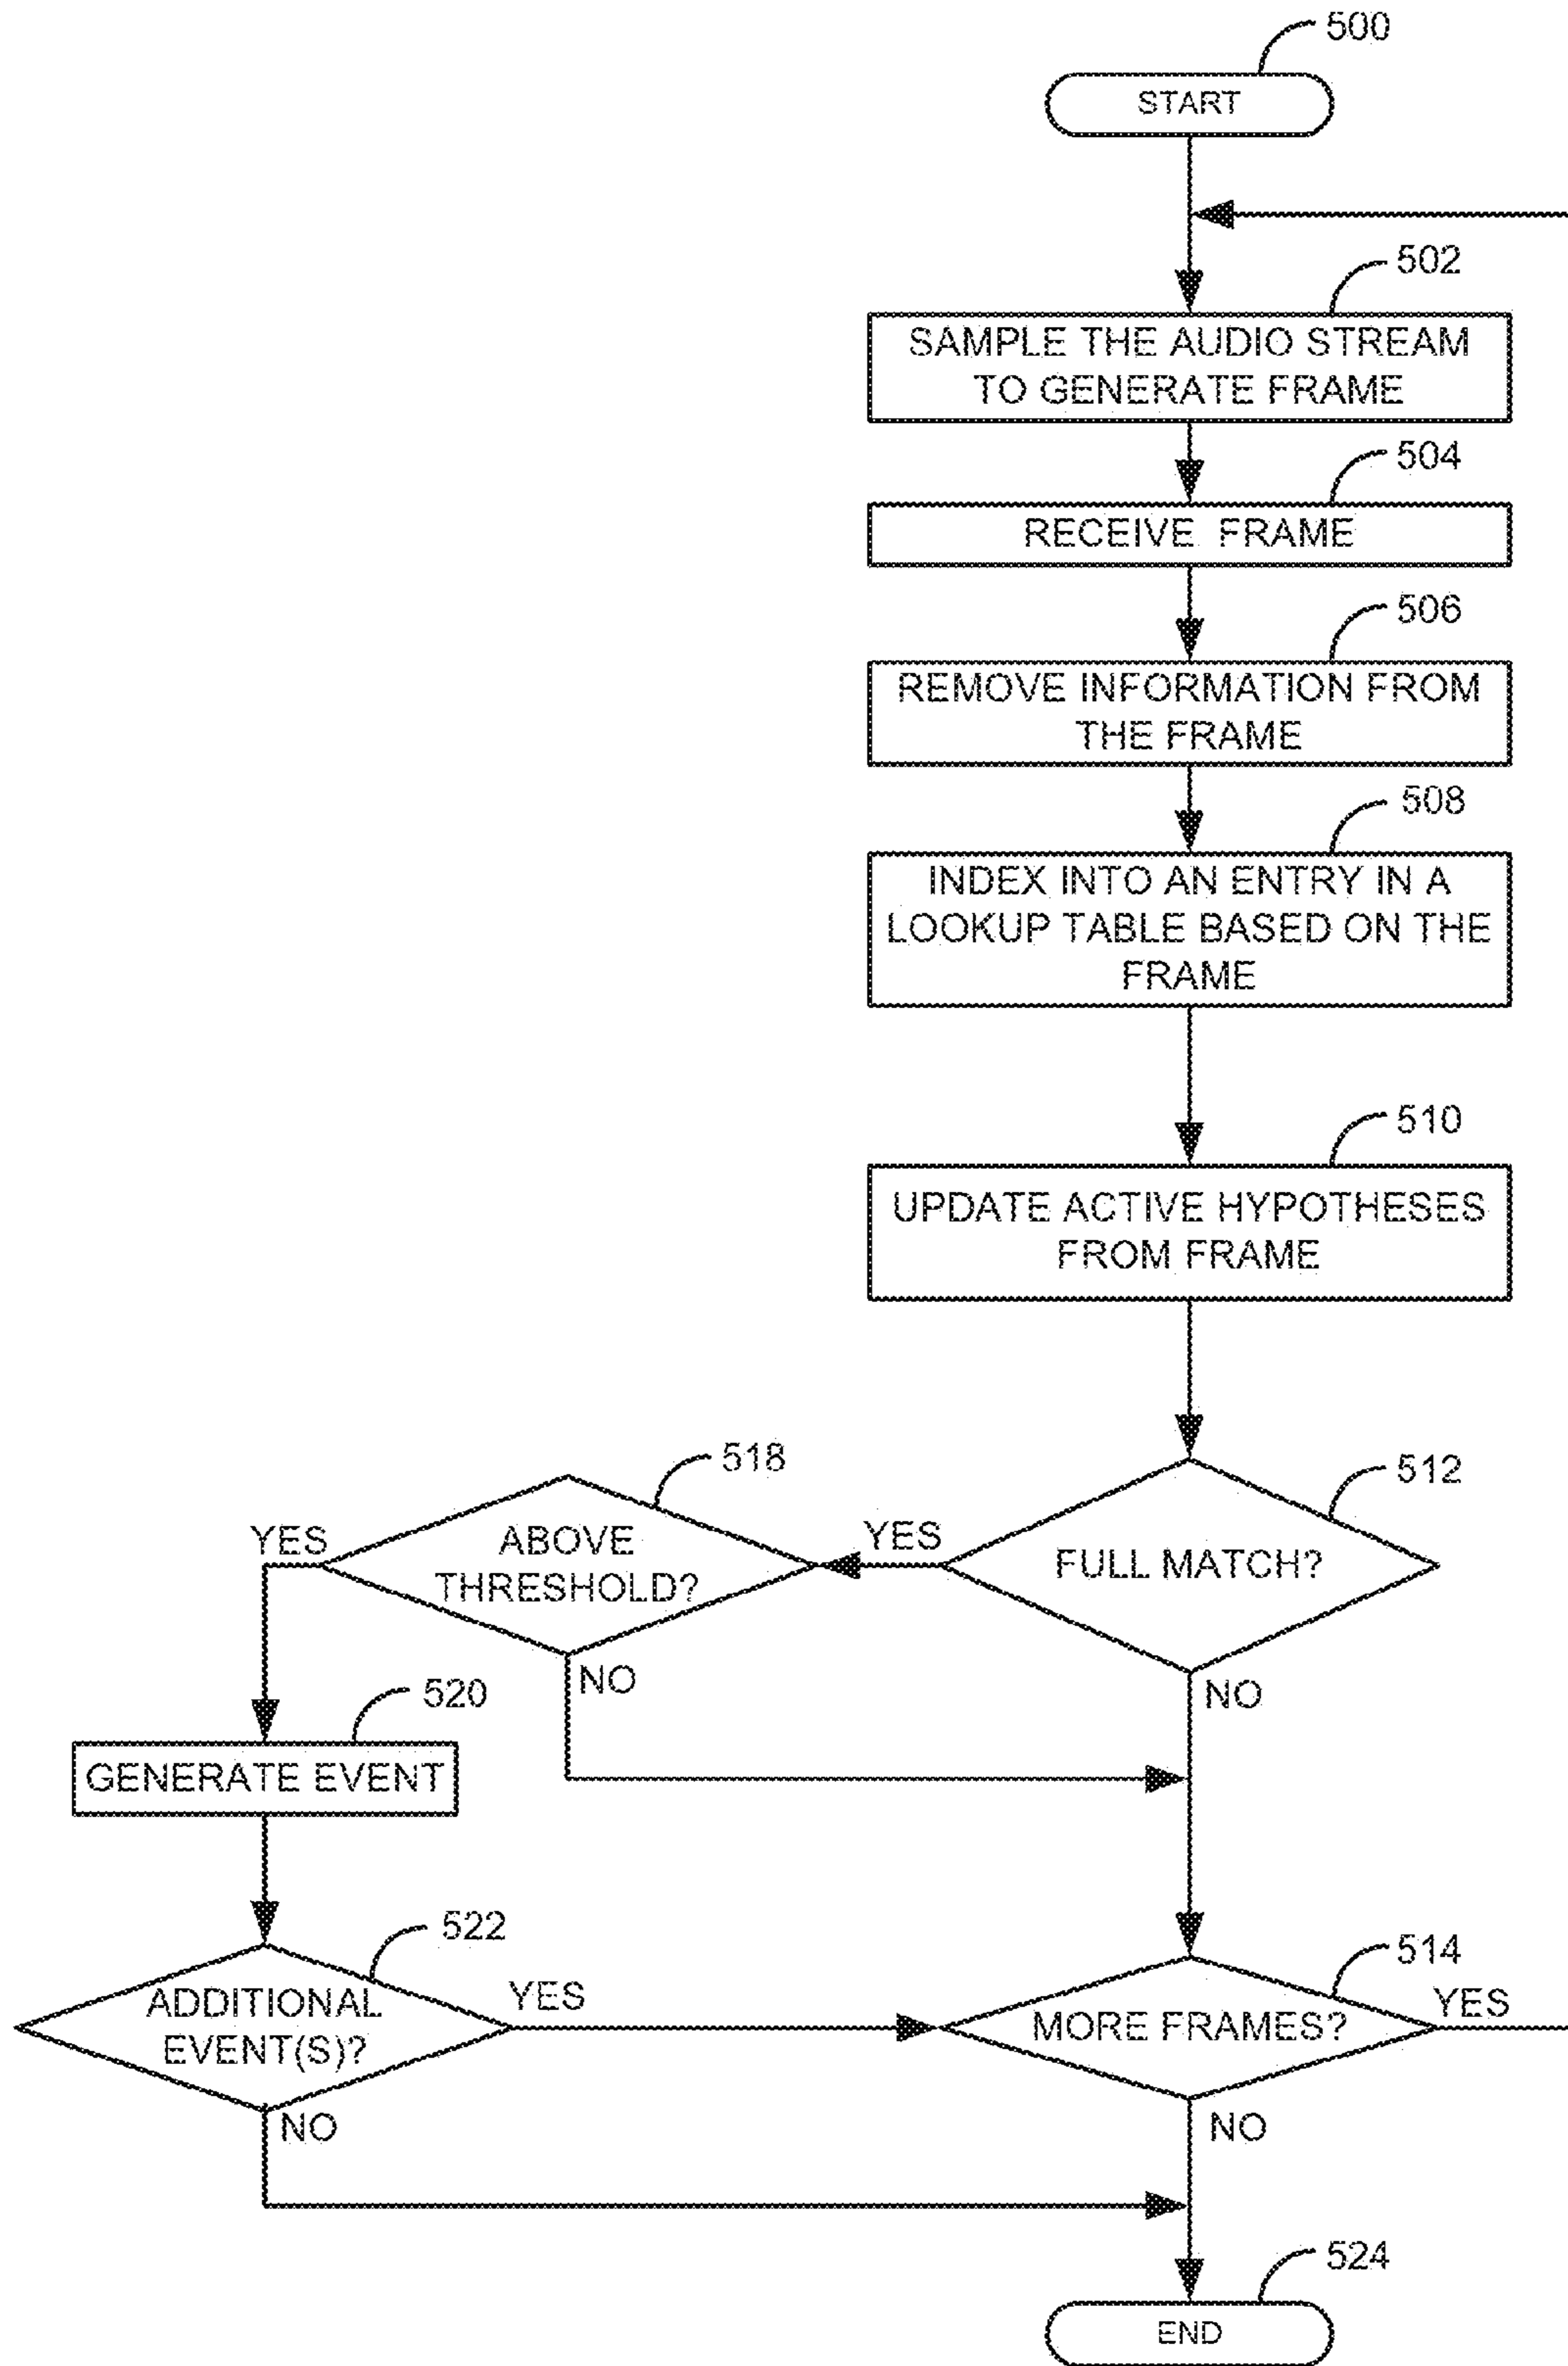 500
START
502
SAMPLE THE AUDIO STREAM
TO GENERATE FRAME
504
RECEIVE FRAME
506
REMOVE INFORMATION FROM
THE FRAME
508
INDEX INTO AN ENTRY IN A
LOOKUP TABLE BASED ON THE
FRAME
510
UPDATE ACTIVE HYPOTHESES
FROM FRAME
512
FULL MATCH?
YES
NO
518
ABOVE
THRESHOLD?
YES
NO
520
GENERATE EVENT
522
ADDITIONAL
EVENT(S)?
YES
NO
514
MORE FRAMES?
YES
NO
524
END